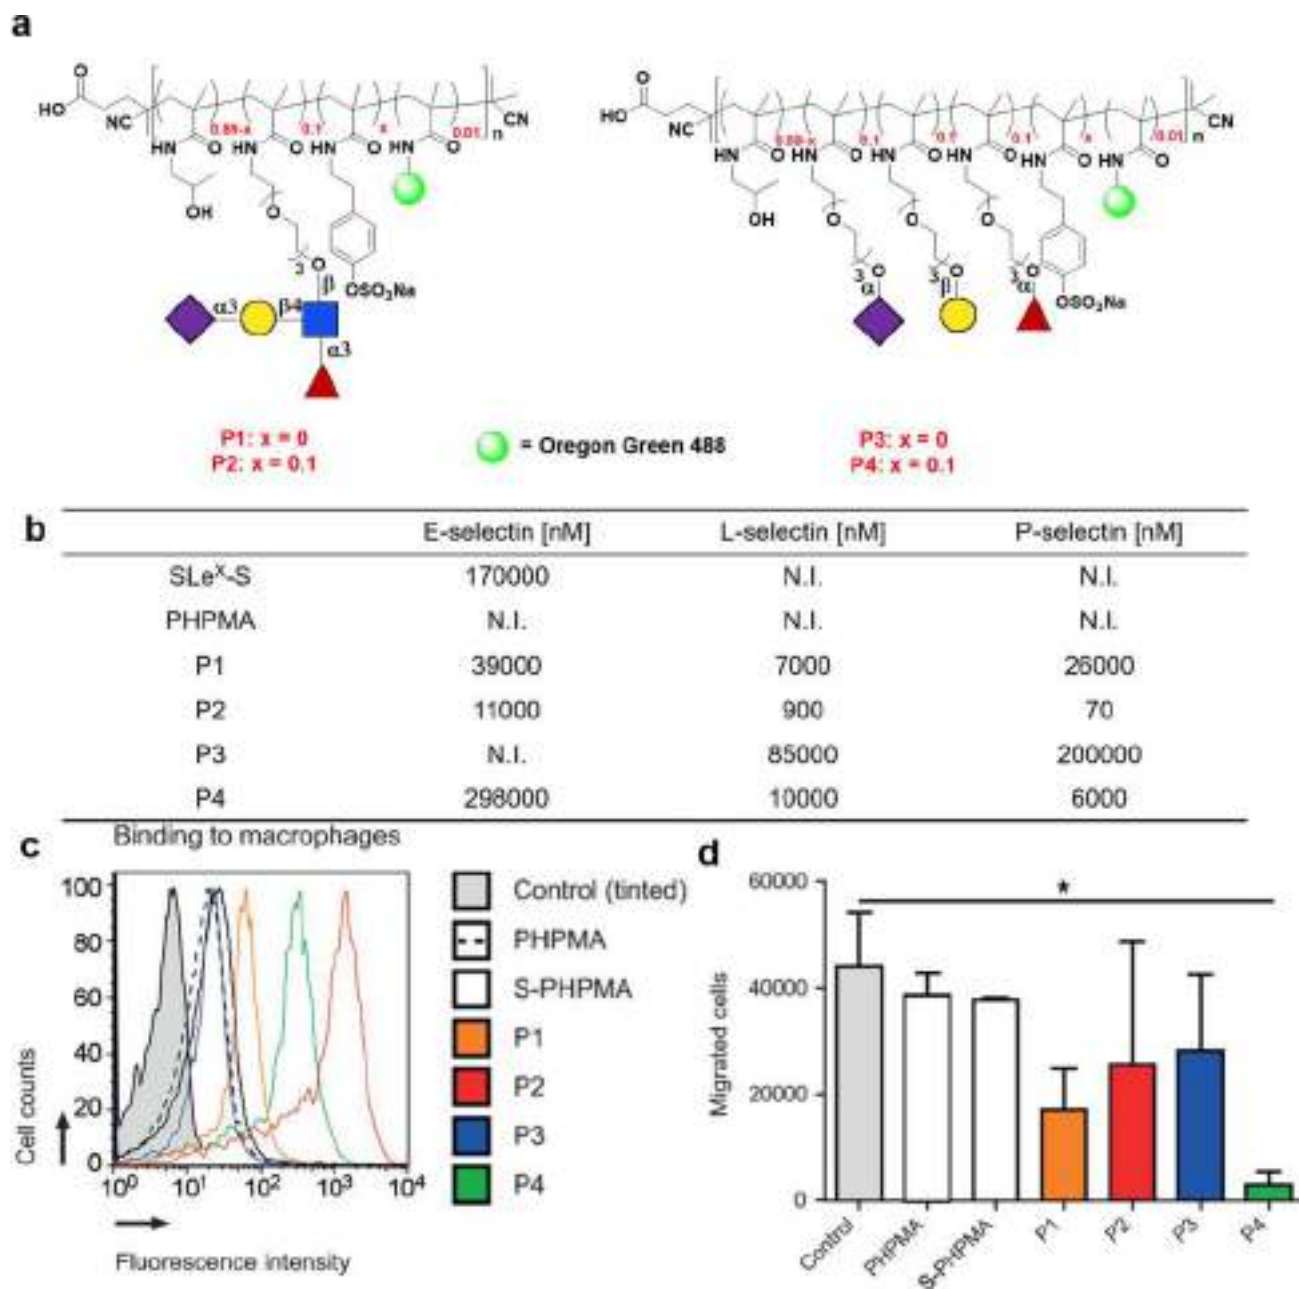 a
O
HO
NC
CN
n
0.89-x
0.1
x
0.01
HN
O
HN
O
HN
O
HN
O
OH
O
3
O
β
OSO3Na
α3
β4
α3
P1: x = 0
P2: x = 0.1
= Oregon Green 488
O
HO
NC
CN
n
0.1
0.1
0.1
x
0.01
HN
O
HN
O
HN
O
HN
O
HN
O
HN
O
OH
O
O
O
3 O
3 O
3 O
α
β
α
OSO3Na
P3: x = 0
P4: x = 0.1
b
E-selectin [nM] L-selectin [nM] P-selectin [nM]
SLeX-S 170000 N.I. N.I.
PHPMA N.I. N.I. N.I.
P1 39000 7000 26000
P2 11000 900 70
P3 N.I. 85000 200000
P4 298000 10000 6000
c
Binding to macrophages
100
80
60
40
20
0
Cell counts
10^0 10^1 10^2 10^3 10^4
Fluorescence intensity
Control (tinted)
PHPMA
S-PHPMA
P1
P2
P3
P4
d
*
60000
40000
20000
0
Migrated cells
Control
PHPMA
S-PHPMA
P1
P2
P3
P4